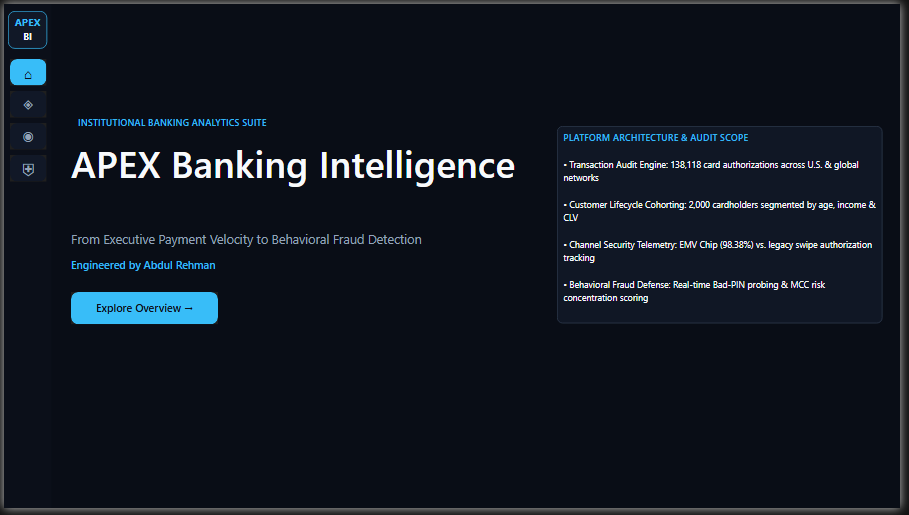 APEX
BI
INSTITUTIONAL BANKING ANALYTICS SUITE
APEX Banking Intelligence
From Executive Payment Velocity to Behavioral Fraud Detection
Engineered by Abdul Rehman
Explore Overview →
PLATFORM ARCHITECTURE & AUDIT SCOPE
• Transaction Audit Engine: 138,118 card authorizations across U.S. & global
networks
• Customer Lifecycle Cohorting: 2,000 cardholders segmented by age, income &
CLV
• Channel Security Telemetry: EMV Chip (98.38%) vs. legacy swipe authorization
tracking
• Behavioral Fraud Defense: Real-time Bad-PIN probing & MCC risk
concentration scoring